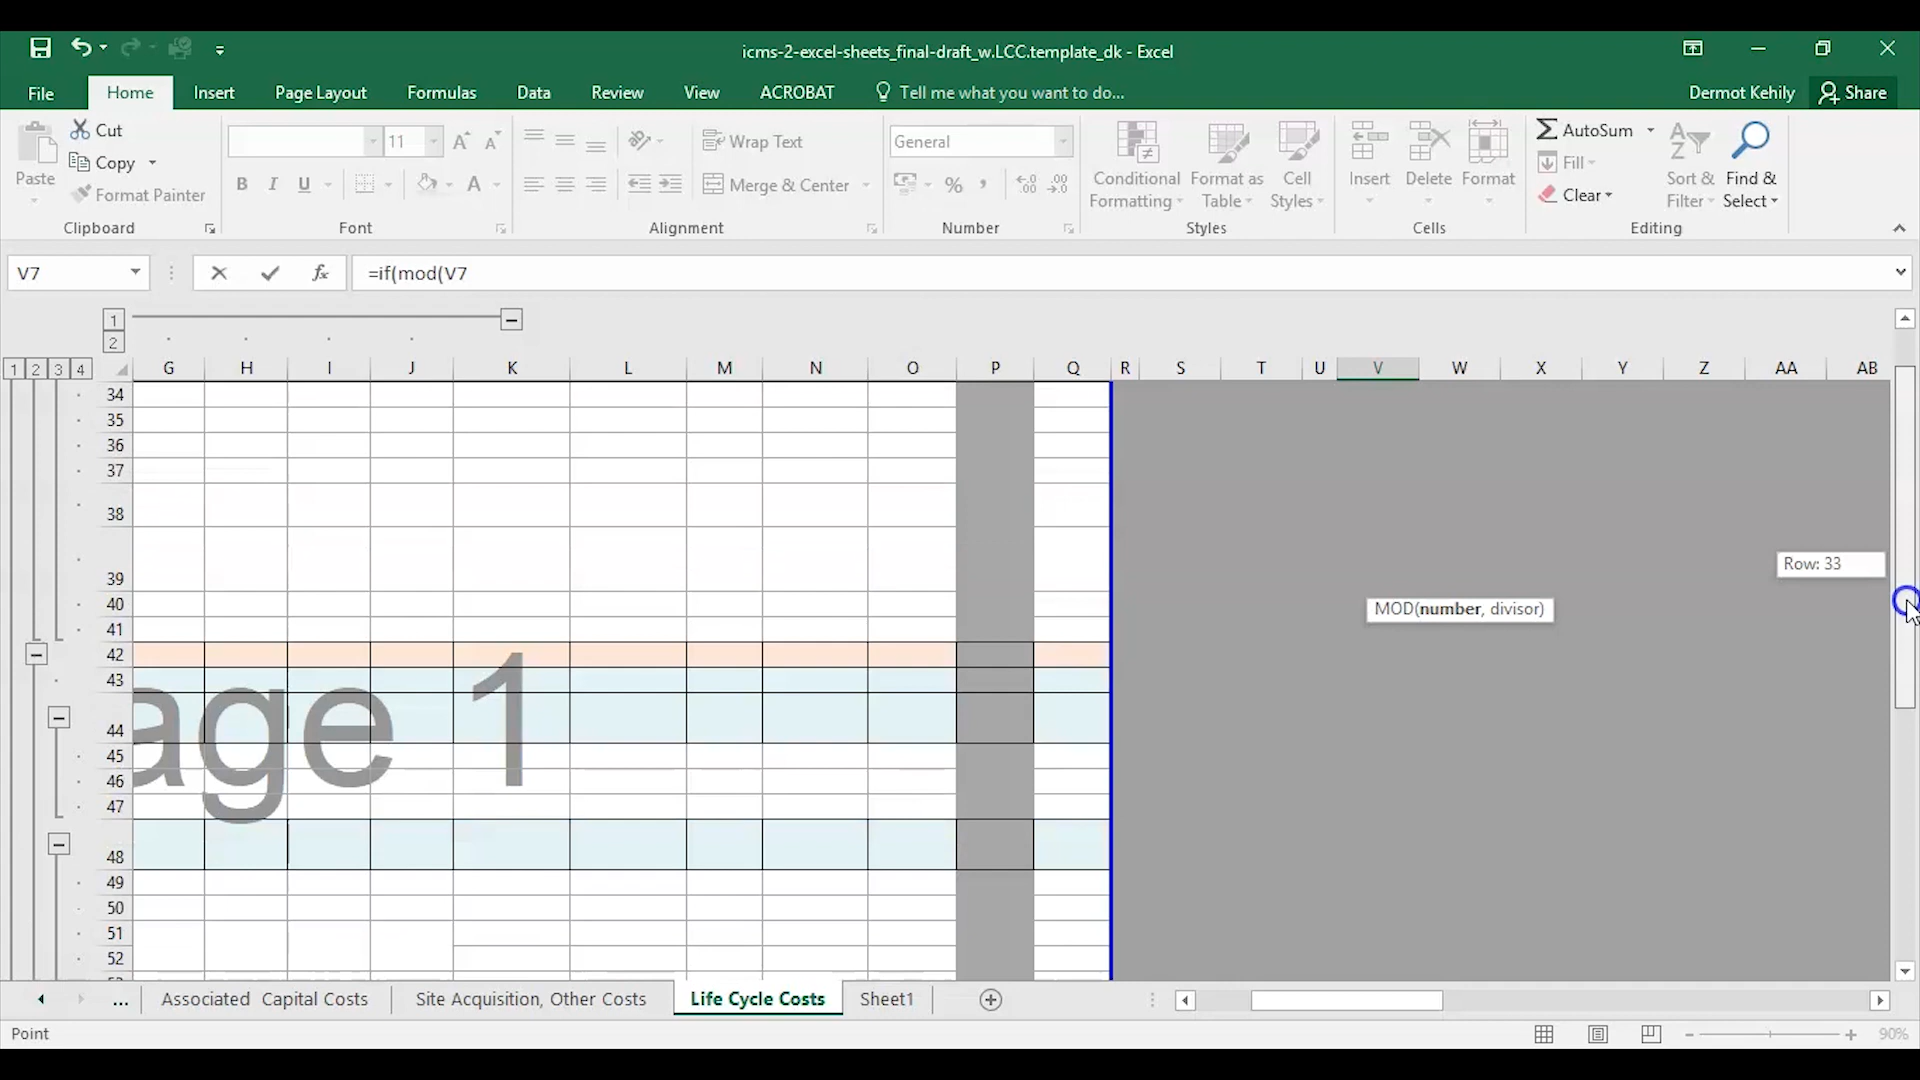 icms-2-excel-sheets_final-draft_w.LCC.template_dk - Excel
File Home Insert Page Layout Formulas Data Review View ACROBAT Tell me what you want to do... Dermot Kehily Share
Paste
Cut
Copy
Format Painter
Clipboard
11
B I U A
Font
Wrap Text
Merge & Center
Alignment
General
%
Number
Conditional Formatting
Format as Table
Cell Styles
Styles
Insert
Delete
Format
Cells
AutoSum
Fill
Clear
Sort & Filter
Find & Select
Editing
V7 fx =if(mod(V7
1
2
1 2 3 4 G H I J K L M N O P Q R S T U V W X Y Z AA AB
34
35
36
37
38
Row: 33
39
40
MOD(number, divisor)
41
42
43
44
age 1
45
46
47
48
49
50
51
52
... Associated Capital Costs Site Acquisition, Other Costs Life Cycle Costs Sheet1
Point 90%